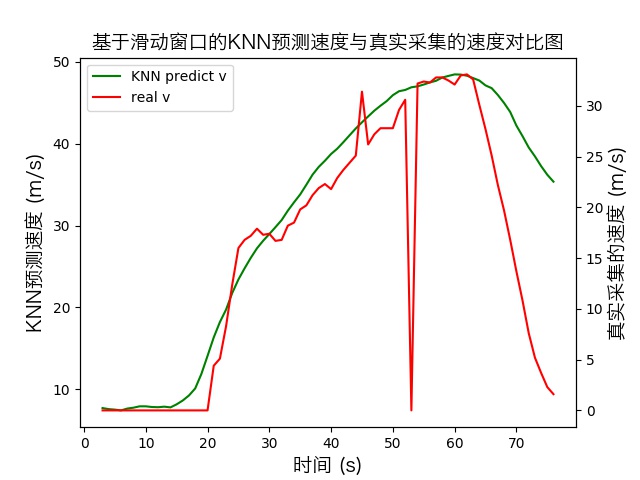 基于滑动窗口的KNN预测速度与真实采集的速度对比图
KNN predict v
real v
KNN预测速度 (m/s)
50
40
30
20
10
真实采集的速度 (m/s)
30
25
20
15
10
5
0
0 10 20 30 40 50 60 70
时间 (s)